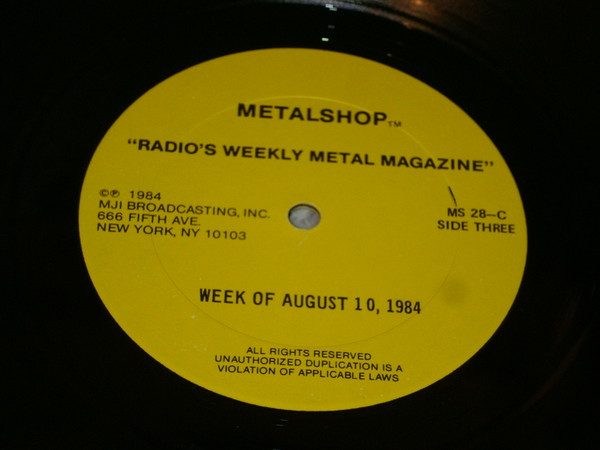 METALSHOP™
“RADIO'S WEEKLY METAL MAGAZINE”
©℗ 1984
MJI BROADCASTING, INC.
666 FIFTH AVE.
NEW YORK, NY 10103
MS 28–C
SIDE THREE
WEEK OF AUGUST 10, 1984
ALL RIGHTS RESERVED
UNAUTHORIZED DUPLICATION IS A
VIOLATION OF APPLICABLE LAWS